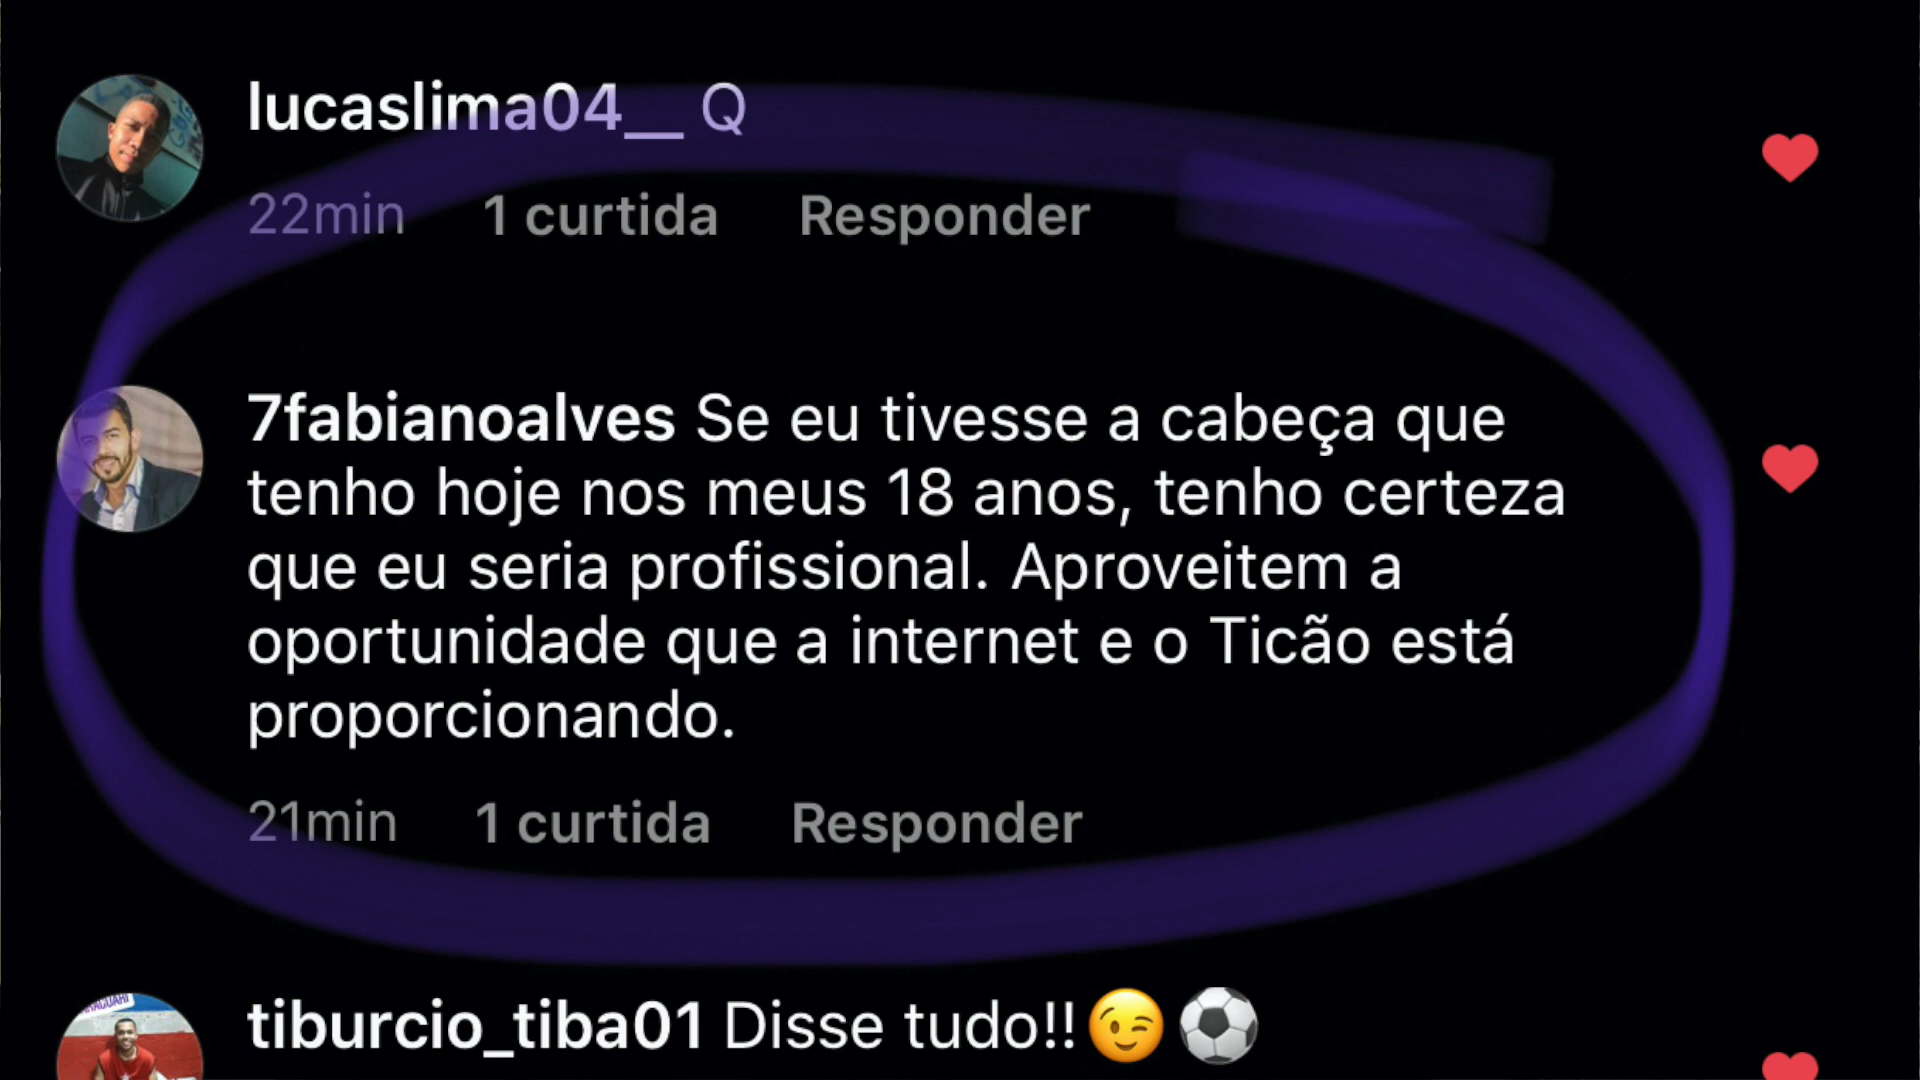 lucaslima04__ Q
22min 1 curtida Responder
7fabianoalves Se eu tivesse a cabeça que
tenho hoje nos meus 18 anos, tenho certeza
que eu seria profissional. Aproveitem a
oportunidade que a internet e o Ticão está
proporcionando.
21min 1 curtida Responder
tiburcio_tiba01 Disse tudo!!😉⚽